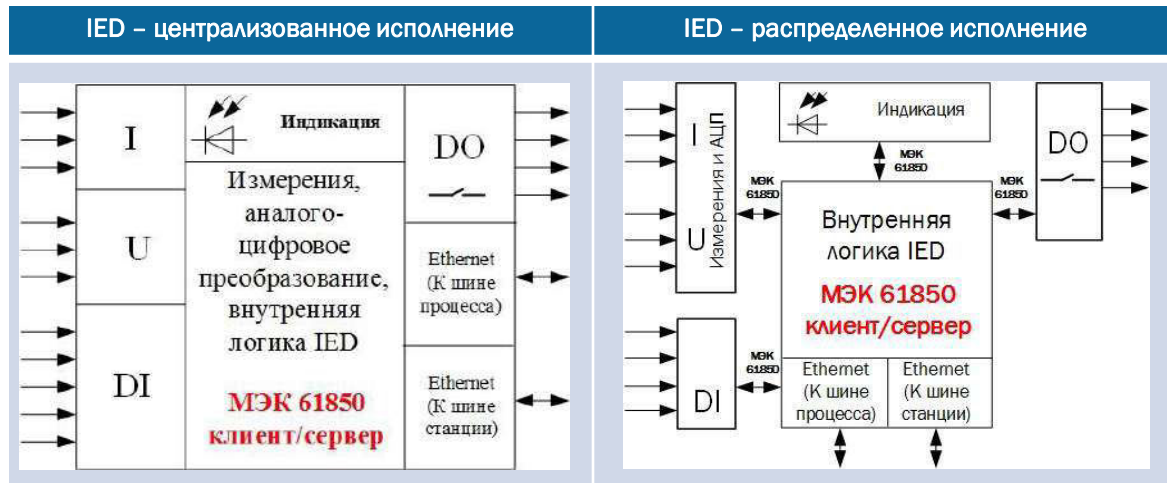 IED – централизованное исполнение
IED – распределенное исполнение
I
U
DI
Индикация
Измерения,
аналого-
цифровое
преобразование,
внутренняя
логика IED
МЭК 61850
клиент/сервер
DO
Ethernet
(К шине
процесса)
Ethernet
(К шине
станции)
I
U
Измерения и АЦП
DI
Индикация
МЭК
61850
МЭК
61850
МЭК
61850
МЭК
61850
Внутренняя
логика IED
МЭК 61850
клиент/сервер
Ethernet
(К шине
процесса)
Ethernet
(К шине
станции)
DO